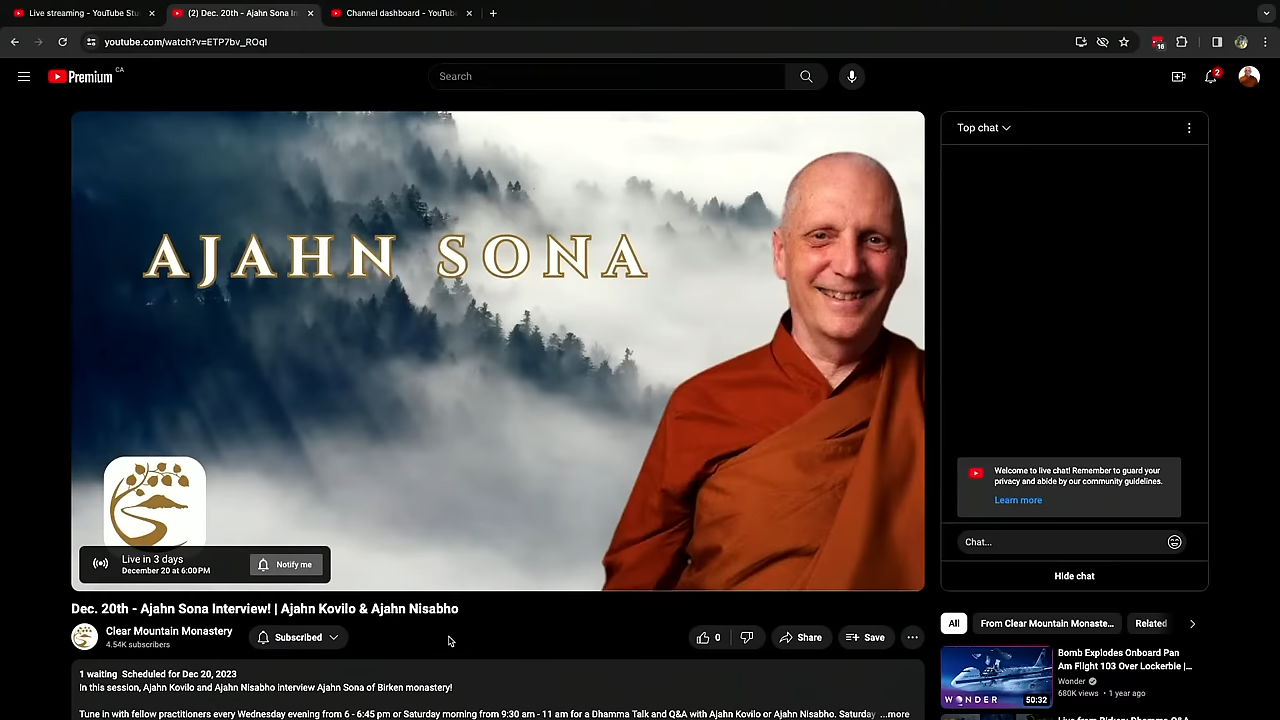 Live streaming - YouTube Stu
(2) Dec. 20th - Ajahn Sona In
Channel dashboard - YouTube
youtube.com/watch?v=ETP7bv_ROqI
16
Premium
CA
Search
2
AJAHN SONA
Live in 3 days
December 20 at 6:00 PM
Notify me
Top chat
Welcome to live chat! Remember to guard your
privacy and abide by our community guidelines.
Learn more
Chat...
Hide chat
Dec. 20th - Ajahn Sona Interview! | Ajahn Kovilo & Ajahn Nisabho
Clear Mountain Monastery
4.54K subscribers
Subscribed
0
Share
Save
1 waiting Scheduled for Dec 20, 2023
In this session, Ajahn Kovilo and Ajahn Nisabho interview Ajahn Sona of Birken monastery!
Tune in with fellow practitioners every Wednesday evening from 6 - 6:45 pm or Saturday morning from 9:30 am - 11 am for a Dhamma Talk and Q&A with Ajahn Kovilo or Ajahn Nisabho. Saturday ...more
All
From Clear Mountain Monaste...
Related
Bomb Explodes Onboard Pan
Am Flight 103 Over Lockerbie |...
Wonder
680K views • 1 year ago
WONDER
50:32